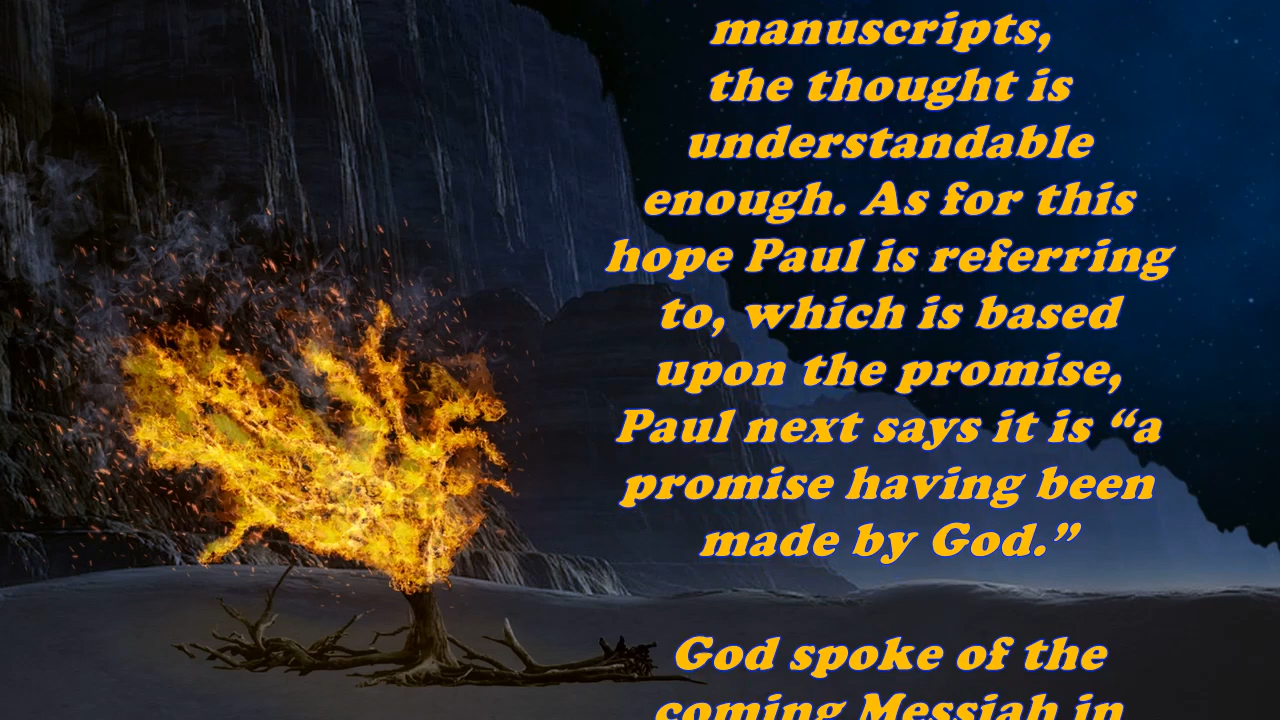 manuscripts,
the thought is
understandable
enough. As for this
hope Paul is referring
to, which is based
upon the promise,
Paul next says it is “a
promise having been
made by God.”
God spoke of the
coming Messiah in